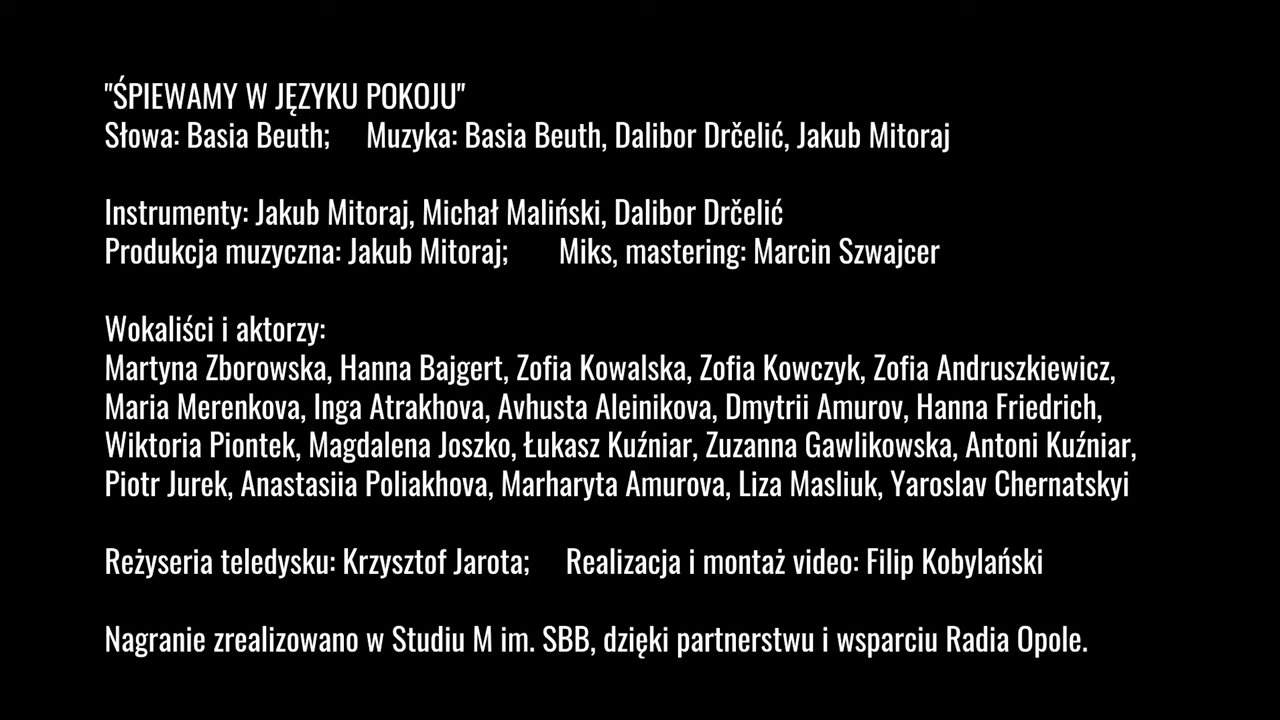 "ŚPIEWAMY W JĘZYKU POKOJU"
Słowa: Basia Beuth; Muzyka: Basia Beuth, Dalibor Drčelić, Jakub Mitoraj
Instrumenty: Jakub Mitoraj, Michał Maliński, Dalibor Drčelić
Produkcja muzyczna: Jakub Mitoraj; Miks, mastering: Marcin Szwajcer
Wokaliści i aktorzy:
Martyna Zborowska, Hanna Bajgert, Zofia Kowalska, Zofia Kowczyk, Zofia Andruszkiewicz,
Maria Merenkova, Inga Atrakhova, Avhusta Aleinikova, Dmytrii Amurov, Hanna Friedrich,
Wiktoria Piontek, Magdalena Joszko, Łukasz Kuźniar, Zuzanna Gawlikowska, Antoni Kuźniar,
Piotr Jurek, Anastasiia Poliakhova, Marharyta Amurova, Liza Masliuk, Yaroslav Chernatskyi
Reżyseria teledysku: Krzysztof Jarota; Realizacja i montaż video: Filip Kobylański
Nagranie zrealizowano w Studiu M im. SBB, dzięki partnerstwu i wsparciu Radia Opole.